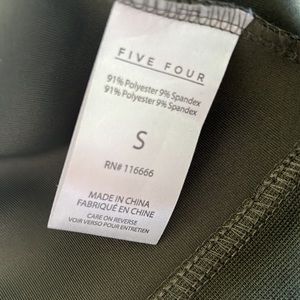 FIVE FOUR
91% Polyester 9% Spandex
91% Polyester 9% Spandex
S
RN# 116666
MADE IN CHINA
FABRIQUÉ EN CHINE
CARE ON REVERSE
VOIR VERSO POUR ENTRETIEN